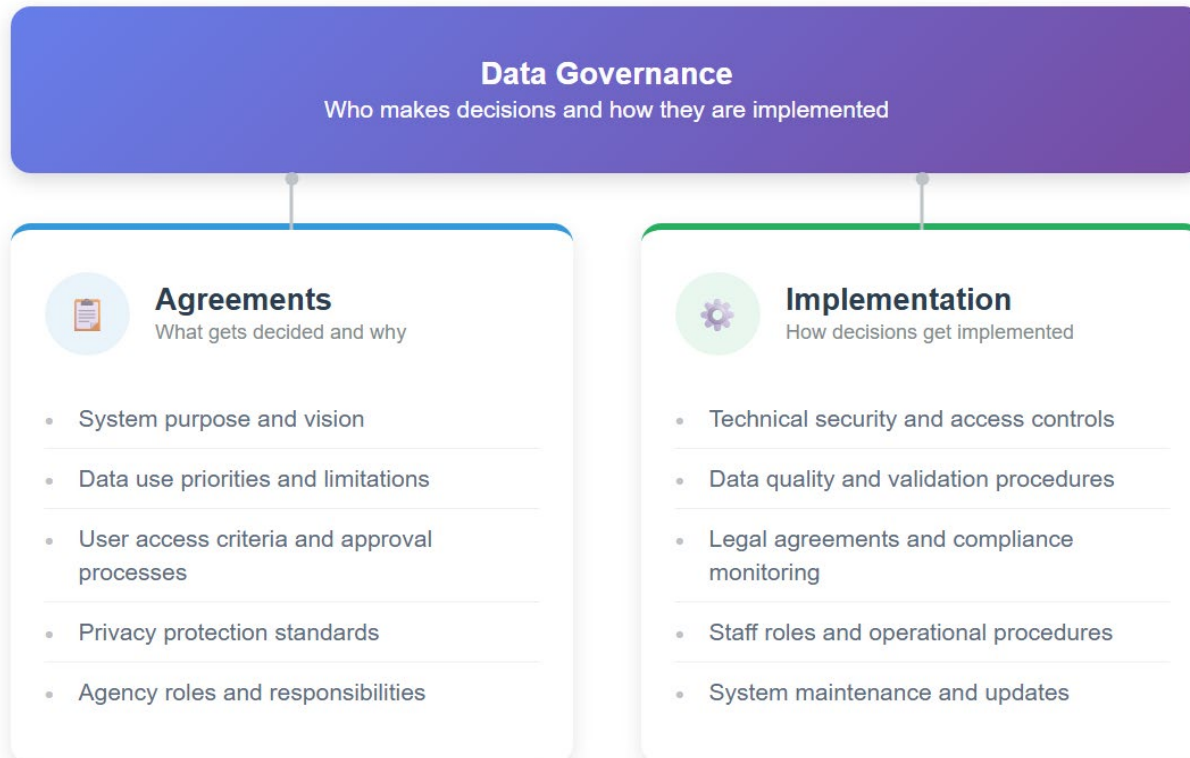 Data Governance
Who makes decisions and how they are implemented
Agreements
What gets decided and why
System purpose and vision
Data use priorities and limitations
User access criteria and approval
processes
Privacy protection standards
Agency roles and responsibilities
Implementation
How decisions get implemented
Technical security and access controls
Data quality and validation procedures
Legal agreements and compliance
monitoring
Staff roles and operational procedures
System maintenance and updates